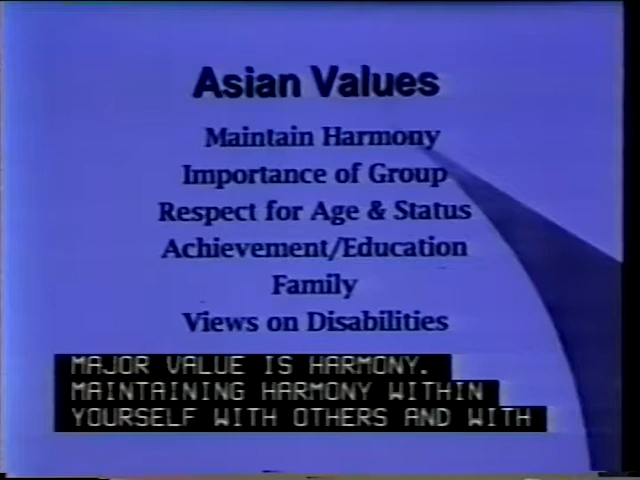 Asian Values
Maintain Harmony
Importance of Group
Respect for Age & Status
Achievement/Education
Family
Views on Disabilities
MAJOR VALUE IS HARMONY.
MAINTAINING HARMONY WITHIN
YOURSELF WITH OTHERS AND WITH